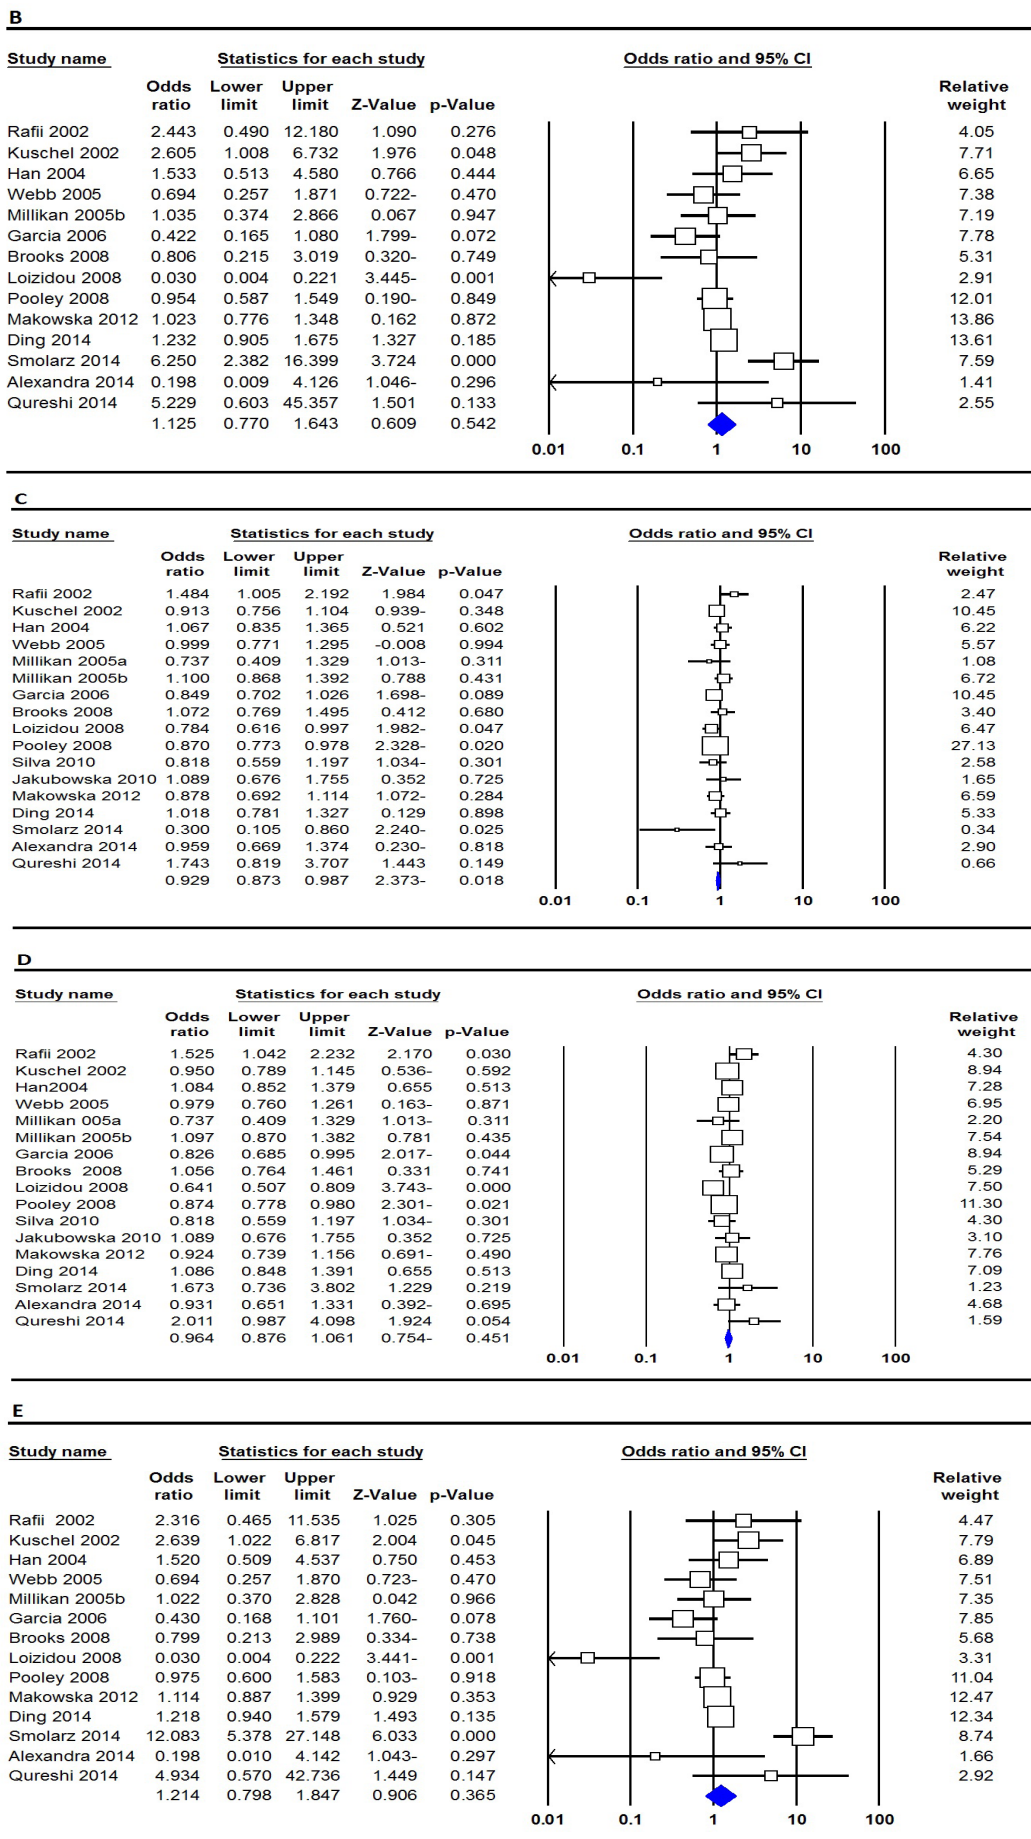 B
Study name Statistics for each study Odds ratio and 95% CI
Odds Lower Upper Relative
ratio limit limit Z-Value p-Value weight
Rafii 2002 2.443 0.490 12.180 1.090 0.276 4.05
Kuschel 2002 2.605 1.008 6.732 1.976 0.048 7.71
Han 2004 1.533 0.513 4.580 0.766 0.444 6.65
Webb 2005 0.694 0.257 1.871 0.722- 0.470 7.38
Millikan 2005b 1.035 0.374 2.866 0.067 0.947 7.19
Garcia 2006 0.422 0.165 1.080 1.799- 0.072 7.78
Brooks 2008 0.806 0.215 3.019 0.320- 0.749 5.31
Loizidou 2008 0.030 0.004 0.221 3.445- 0.001 2.91
Pooley 2008 0.954 0.587 1.549 0.190- 0.849 12.01
Makowska 2012 1.023 0.776 1.348 0.162 0.872 13.86
Ding 2014 1.232 0.905 1.675 1.327 0.185 13.61
Smolarz 2014 6.250 2.382 16.399 3.724 0.000 7.59
Alexandra 2014 0.198 0.009 4.126 1.046- 0.296 1.41
Qureshi 2014 5.229 0.603 45.357 1.501 0.133 2.55
1.125 0.770 1.643 0.609 0.542
0.01 0.1 1 10 100
C
Study name Statistics for each study Odds ratio and 95% CI
Odds Lower Upper Relative
ratio limit limit Z-Value p-Value weight
Rafii 2002 1.484 1.005 2.192 1.984 0.047 2.47
Kuschel 2002 0.913 0.756 1.104 0.939- 0.348 10.45
Han 2004 1.067 0.835 1.365 0.521 0.602 6.22
Webb 2005 0.999 0.771 1.295 -0.008 0.994 5.57
Millikan 2005a 0.737 0.409 1.329 1.013- 0.311 1.08
Millikan 2005b 1.100 0.868 1.392 0.788 0.431 6.72
Garcia 2006 0.849 0.702 1.026 1.698- 0.089 10.45
Brooks 2008 1.072 0.769 1.495 0.412 0.680 3.40
Loizidou 2008 0.784 0.616 0.997 1.982- 0.047 6.47
Pooley 2008 0.870 0.773 0.978 2.328- 0.020 27.13
Silva 2010 0.818 0.559 1.197 1.034- 0.301 2.58
Jakubowska 2010 1.089 0.676 1.755 0.352 0.725 1.65
Makowska 2012 0.878 0.692 1.114 1.072- 0.284 6.59
Ding 2014 1.018 0.781 1.327 0.129 0.898 5.33
Smolarz 2014 0.300 0.105 0.860 2.240- 0.025 0.34
Alexandra 2014 0.959 0.669 1.374 0.230- 0.818 2.90
Qureshi 2014 1.743 0.819 3.707 1.443 0.149 0.66
0.929 0.873 0.987 2.373- 0.018
0.01 0.1 1 10 100
D
Study name Statistics for each study Odds ratio and 95% CI
Odds Lower Upper Relative
ratio limit limit Z-Value p-Value weight
Rafii 2002 1.525 1.042 2.232 2.170 0.030 4.30
Kuschel 2002 0.950 0.789 1.145 0.536- 0.592 8.94
Han2004 1.084 0.852 1.379 0.655 0.513 7.28
Webb 2005 0.979 0.760 1.261 0.163- 0.871 6.95
Millikan 005a 0.737 0.409 1.329 1.013- 0.311 2.20
Millikan 2005b 1.097 0.870 1.382 0.781 0.435 7.54
Garcia 2006 0.826 0.685 0.995 2.017- 0.044 8.94
Brooks 2008 1.056 0.764 1.461 0.331 0.741 5.29
Loizidou 2008 0.641 0.507 0.809 3.743- 0.000 7.50
Pooley 2008 0.874 0.778 0.980 2.301- 0.021 11.30
Silva 2010 0.818 0.559 1.197 1.034- 0.301 4.30
Jakubowska 2010 1.089 0.676 1.755 0.352 0.725 3.10
Makowska 2012 0.924 0.739 1.156 0.691- 0.490 7.76
Ding 2014 1.086 0.848 1.391 0.655 0.513 7.09
Smolarz 2014 1.673 0.736 3.802 1.229 0.219 1.23
Alexandra 2014 0.931 0.651 1.331 0.392- 0.695 4.68
Qureshi 2014 2.011 0.987 4.098 1.924 0.054 1.59
0.964 0.876 1.061 0.754- 0.451
0.01 0.1 1 10 100
E
Study name Statistics for each study Odds ratio and 95% CI
Odds Lower Upper Relative
ratio limit limit Z-Value p-Value weight
Rafii 2002 2.316 0.465 11.535 1.025 0.305 4.47
Kuschel 2002 2.639 1.022 6.817 2.004 0.045 7.79
Han 2004 1.520 0.509 4.537 0.750 0.453 6.89
Webb 2005 0.694 0.257 1.870 0.723- 0.470 7.51
Millikan 2005b 1.022 0.370 2.828 0.042 0.966 7.35
Garcia 2006 0.430 0.168 1.101 1.760- 0.078 7.85
Brooks 2008 0.799 0.213 2.989 0.334- 0.738 5.68
Loizidou 2008 0.030 0.004 0.222 3.441- 0.001 3.31
Pooley 2008 0.975 0.600 1.583 0.103- 0.918 11.04
Makowska 2012 1.114 0.887 1.399 0.929 0.353 12.47
Ding 2014 1.218 0.940 1.579 1.493 0.135 12.34
Smolarz 2014 12.083 5.378 27.148 6.033 0.000 8.74
Alexandra 2014 0.198 0.010 4.142 1.043- 0.297 1.66
Qureshi 2014 4.934 0.570 42.736 1.449 0.147 2.92
1.214 0.798 1.847 0.906 0.365
0.01 0.1 1 10 100